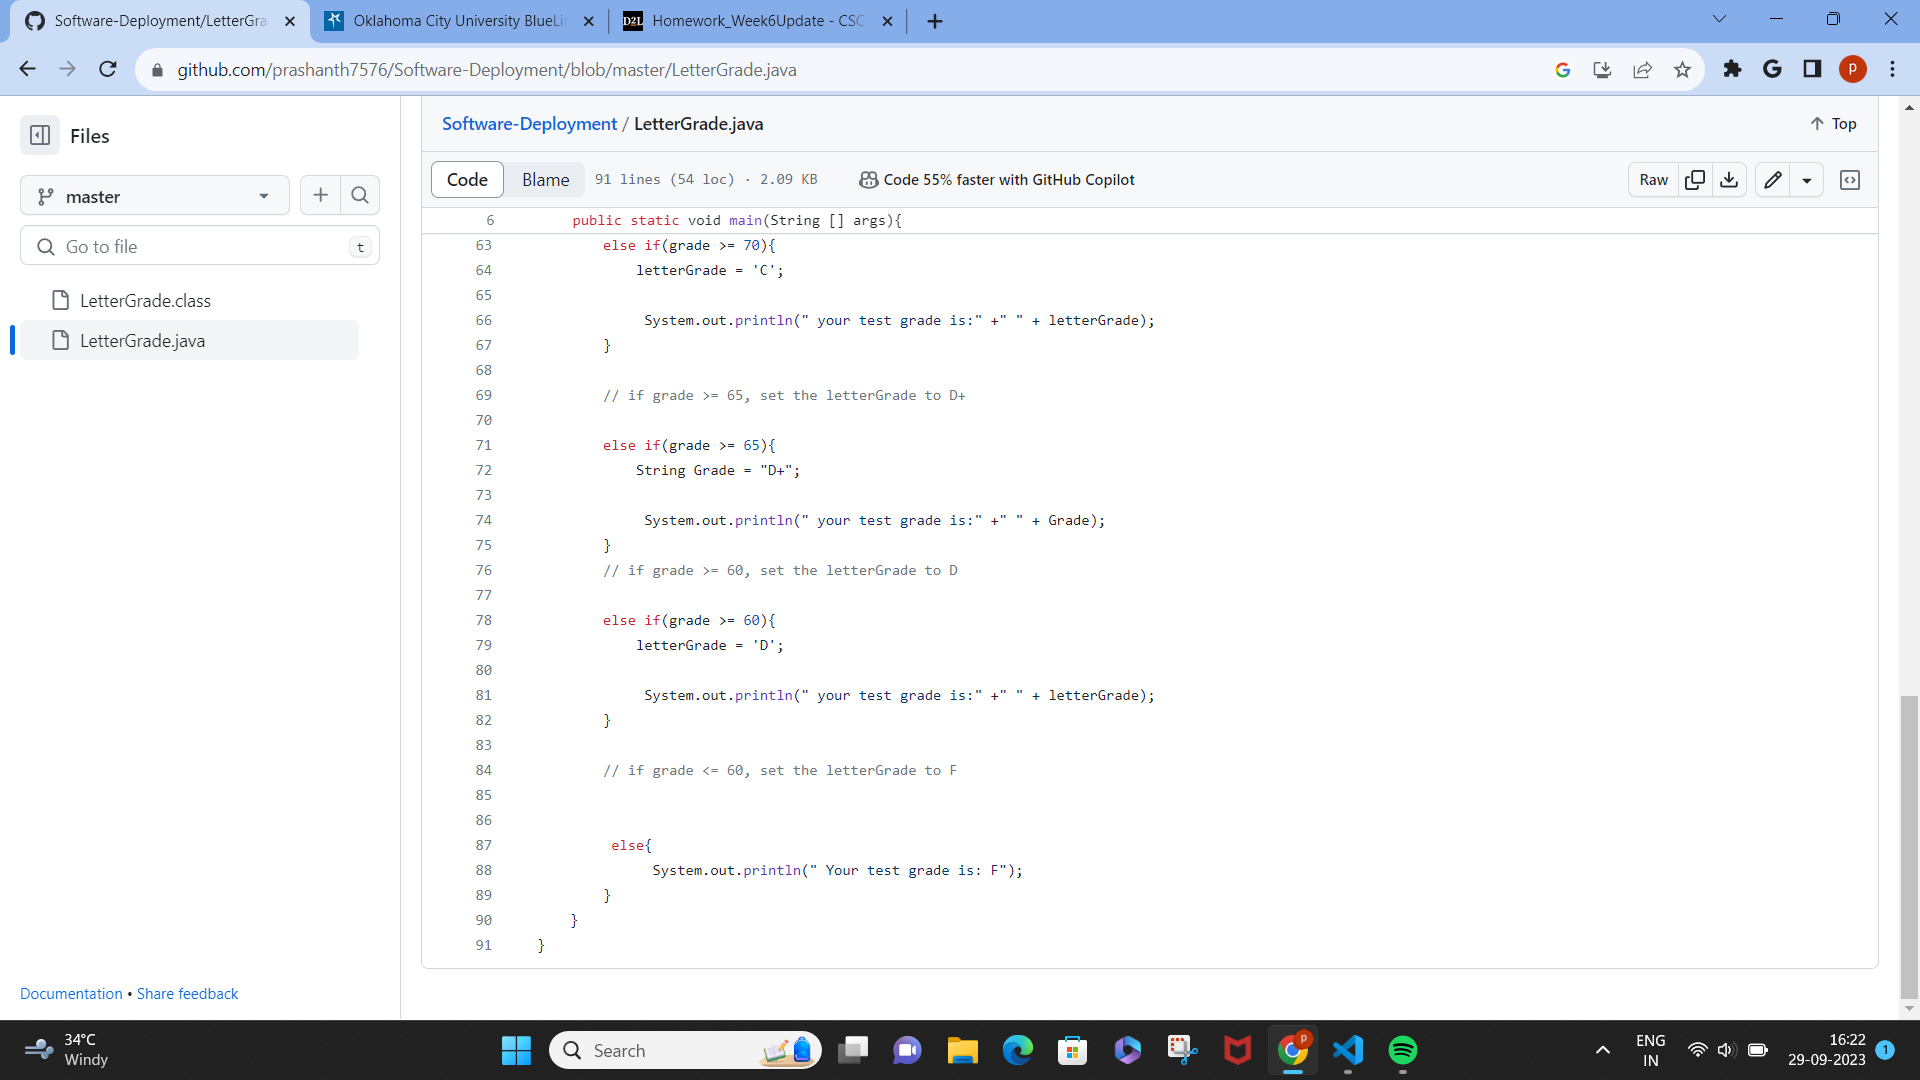 Software-Deployment/LetterGra
Oklahoma City University BlueLin
D2L Homework_Week6Update - CSC
github.com/prashanth7576/Software-Deployment/blob/master/LetterGrade.java
p
Files
master
Go to file
t
LetterGrade.class
LetterGrade.java
Documentation • Share feedback
Software-Deployment / LetterGrade.java
Top
Code Blame 91 lines (54 loc) · 2.09 KB Code 55% faster with GitHub Copilot Raw
6 public static void main(String [] args){
63 else if(grade >= 70){
64 letterGrade = 'C';
65
66 System.out.println(" your test grade is:" +" " + letterGrade);
67 }
68
69 // if grade >= 65, set the letterGrade to D+
70
71 else if(grade >= 65){
72 String Grade = "D+";
73
74 System.out.println(" your test grade is:" +" " + Grade);
75 }
76 // if grade >= 60, set the letterGrade to D
77
78 else if(grade >= 60){
79 letterGrade = 'D';
80
81 System.out.println(" your test grade is:" +" " + letterGrade);
82 }
83
84 // if grade <= 60, set the letterGrade to F
85
86
87 else{
88 System.out.println(" Your test grade is: F");
89 }
90 }
91 }
34°C
Windy
Search
p
ENG
IN
16:22
29-09-2023
1